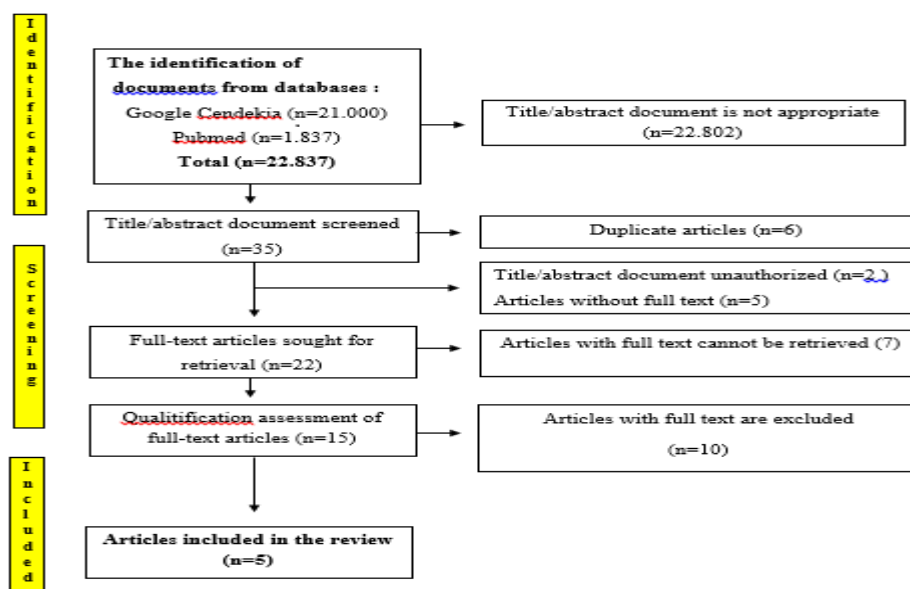 Identification
The identification of
documents from databases :
Google Cendekia (n=21.000)
Pubmed (n=1.837)
Total (n=22.837)
Title/abstract document is not appropriate
(n=22.802)
Title/abstract document screened
(n=35)
Duplicate articles (n=6)
Screening
Title/abstract document unauthorized (n=2 )
Articles without full text (n=5)
Full-text articles sought for
retrieval (n=22)
Articles with full text cannot be retrieved (7)
Qualitification assessment of
full-text articles (n=15)
Articles with full text are excluded
(n=10)
Included
Articles included in the review
(n=5)